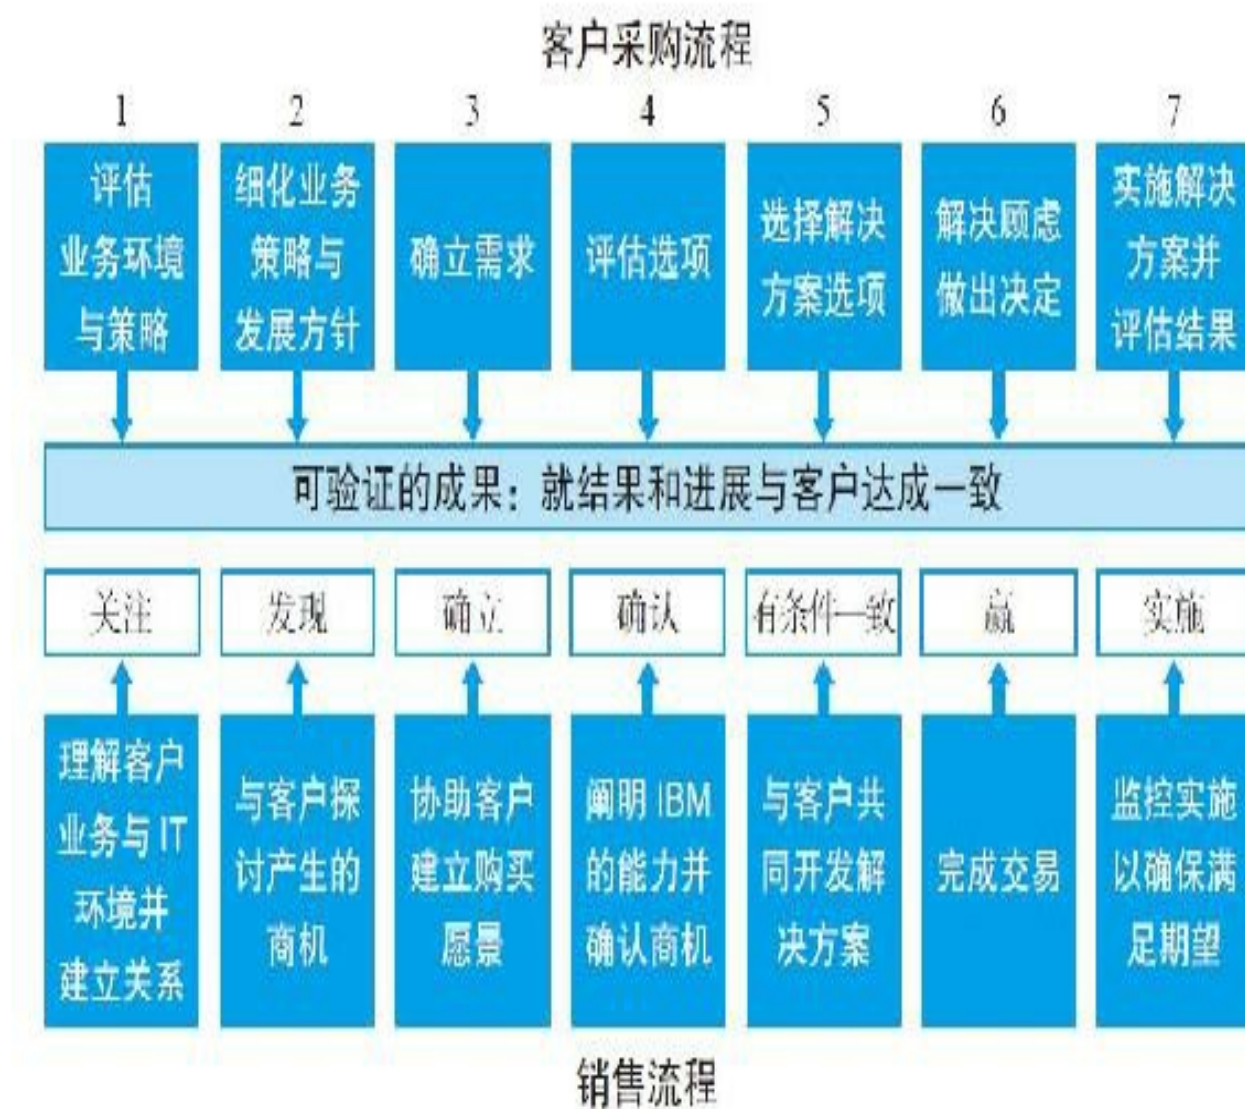 客户采购流程
1
2
3
4
5
6
7
评估
业务环境
与策略
细化业务
策略与
发展方针
确立需求
评估选项
选择解决
方案选项
解决顾虑
做出决定
实施解决
方案并
评估结果
可验证的成果：就结果和进展与客户达成一致
关注
发现
确立
确认
有条件一致
赢
实施
理解客户
业务与 IT
环境并
建立关系
与客户探
讨产生的
商机
协助客户
建立购买
愿景
阐明 IBM
的能力并
确认商机
与客户共
同开发解
决方案
完成交易
监控实施
以确保满
足期望
销售流程